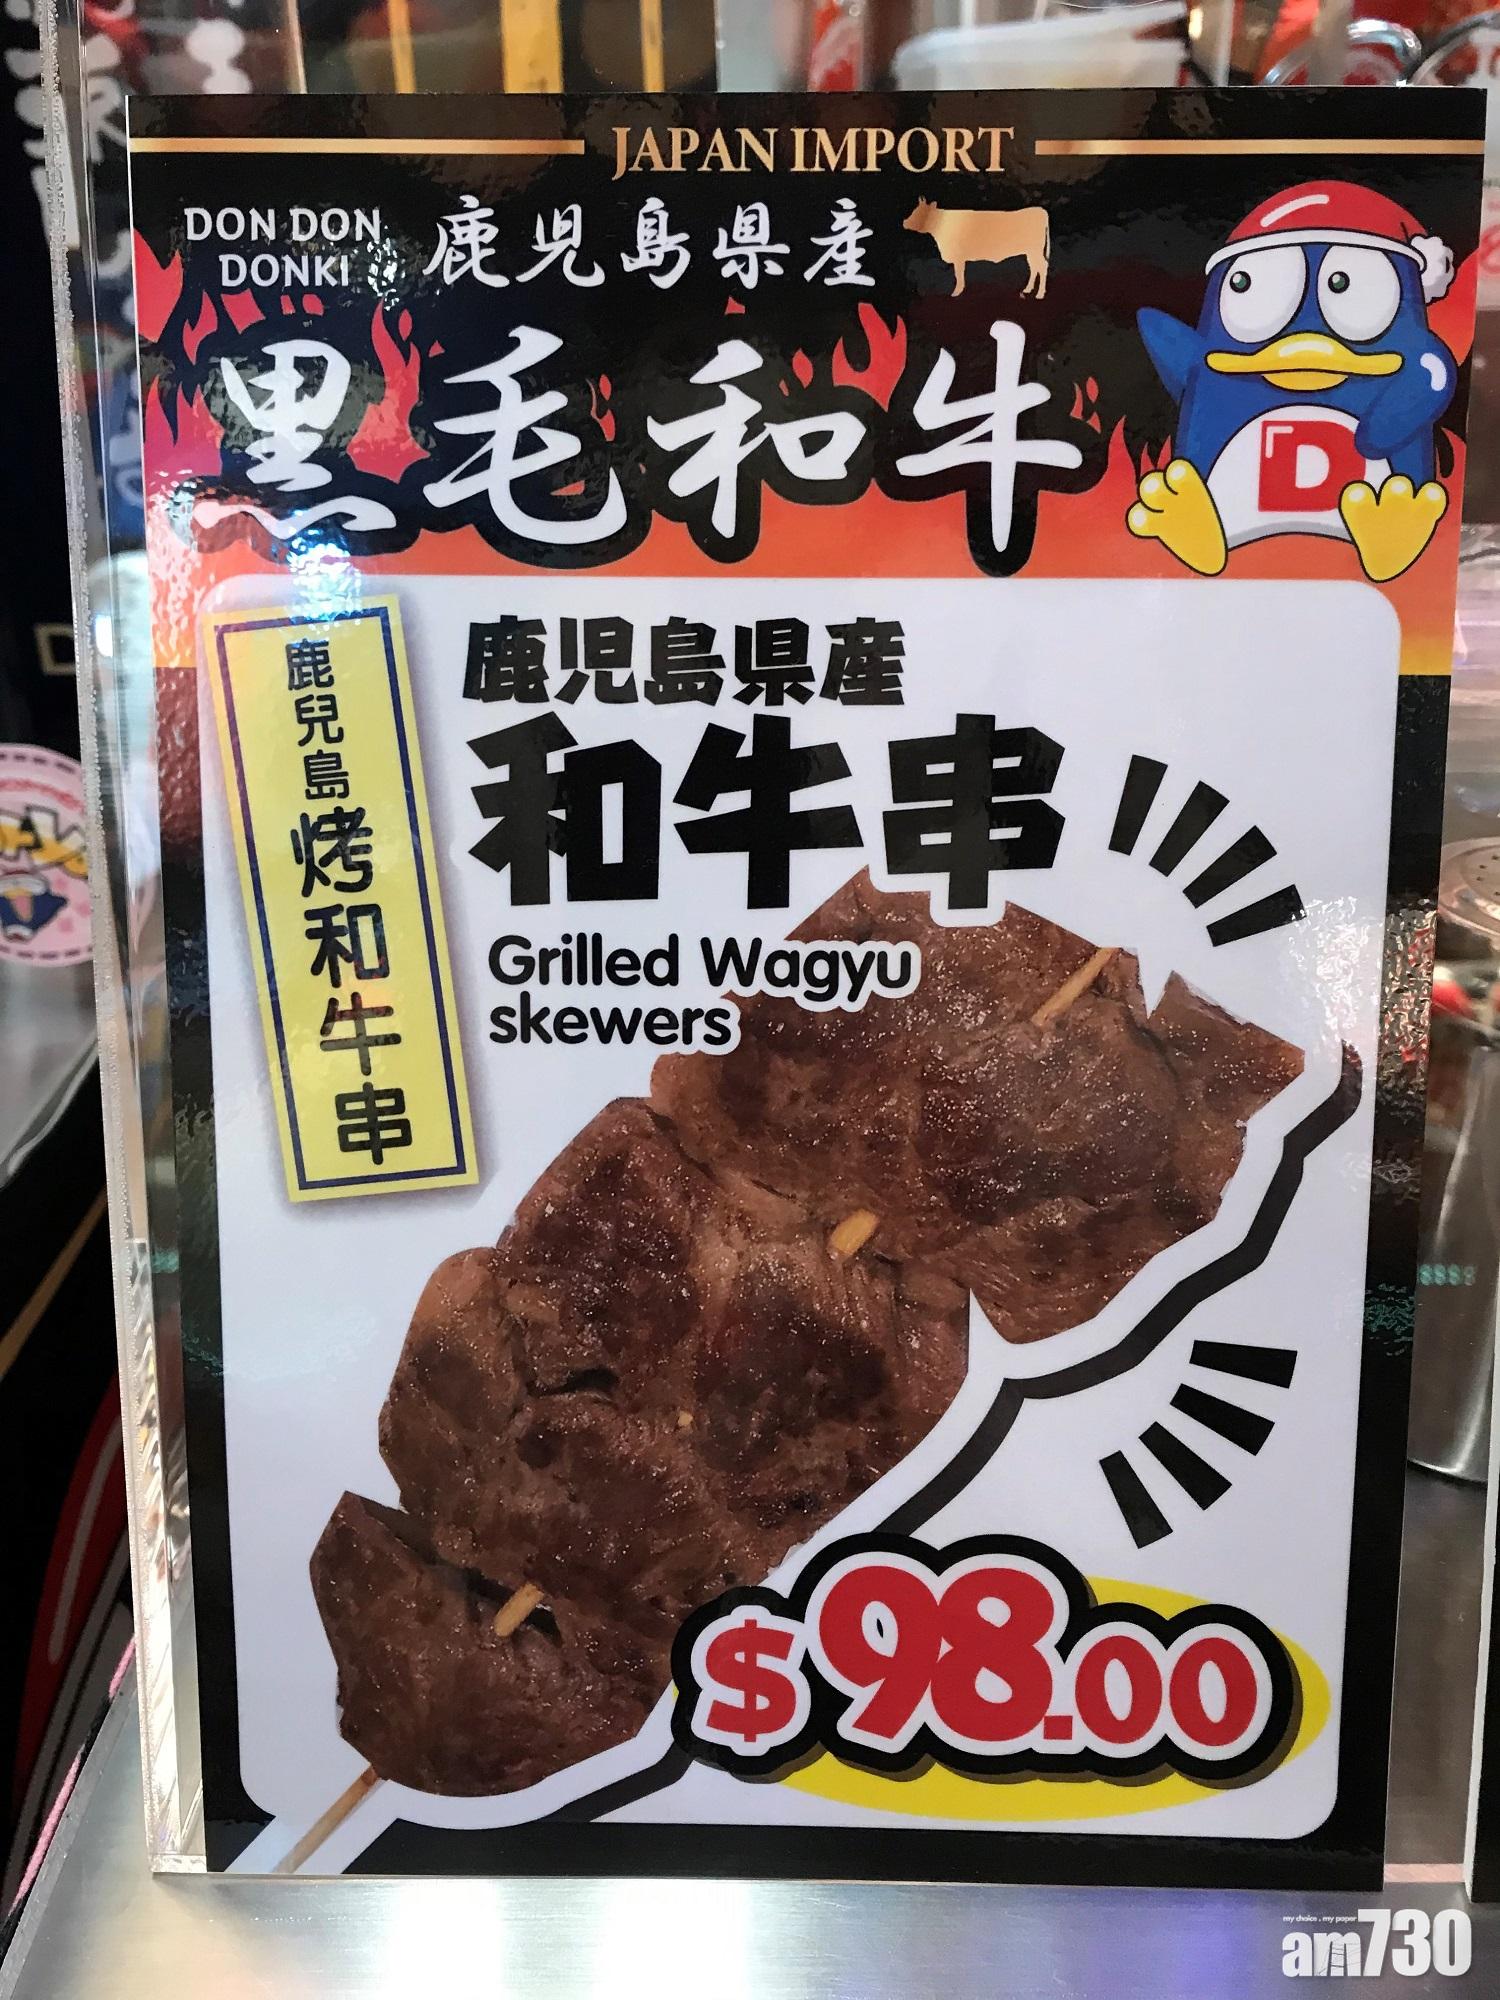 JAPAN IMPORT
DON DON
DONKI
鹿児島県産
黒毛和牛
D
鹿兒島烤和牛串
鹿児島県産
和牛串
Grilled Wagyu
skewers
$98.00
my choice . my paper
am730